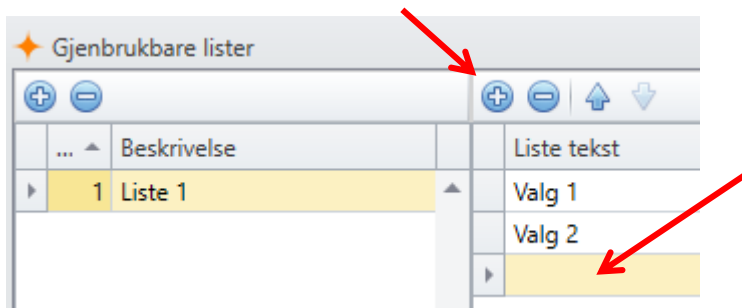 Gjenbrukbare lister
... Beskrivelse
Liste tekst
1 Liste 1
Valg 1
Valg 2